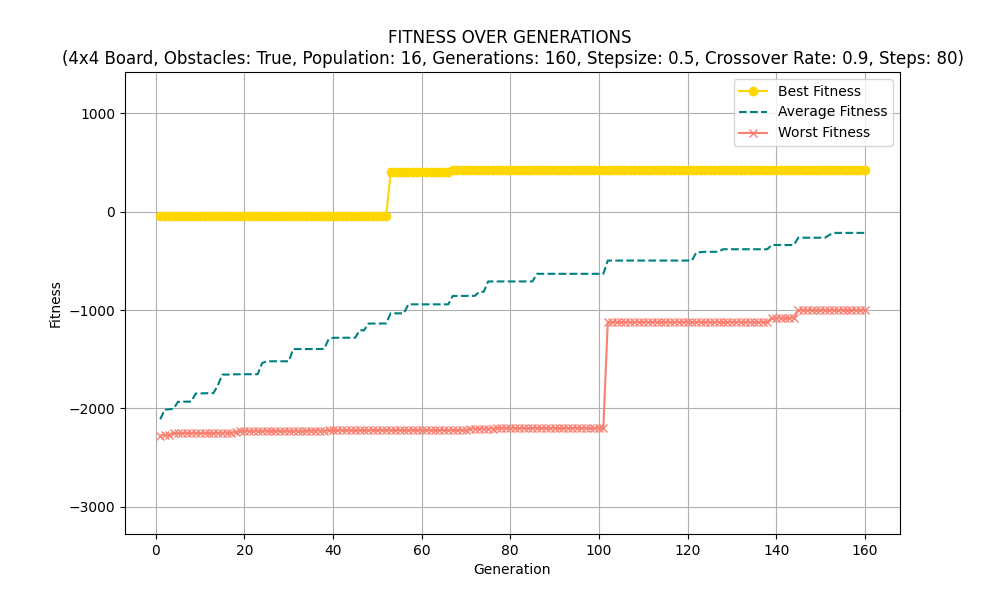 FITNESS OVER GENERATIONS
(4x4 Board, Obstacles: True, Population: 16, Generations: 160, Stepsize: 0.5, Crossover Rate: 0.9, Steps: 80)
Best Fitness
Average Fitness
Worst Fitness
1000
0
−1000
−2000
−3000
Fitness
0 20 40 60 80 100 120 140 160
Generation